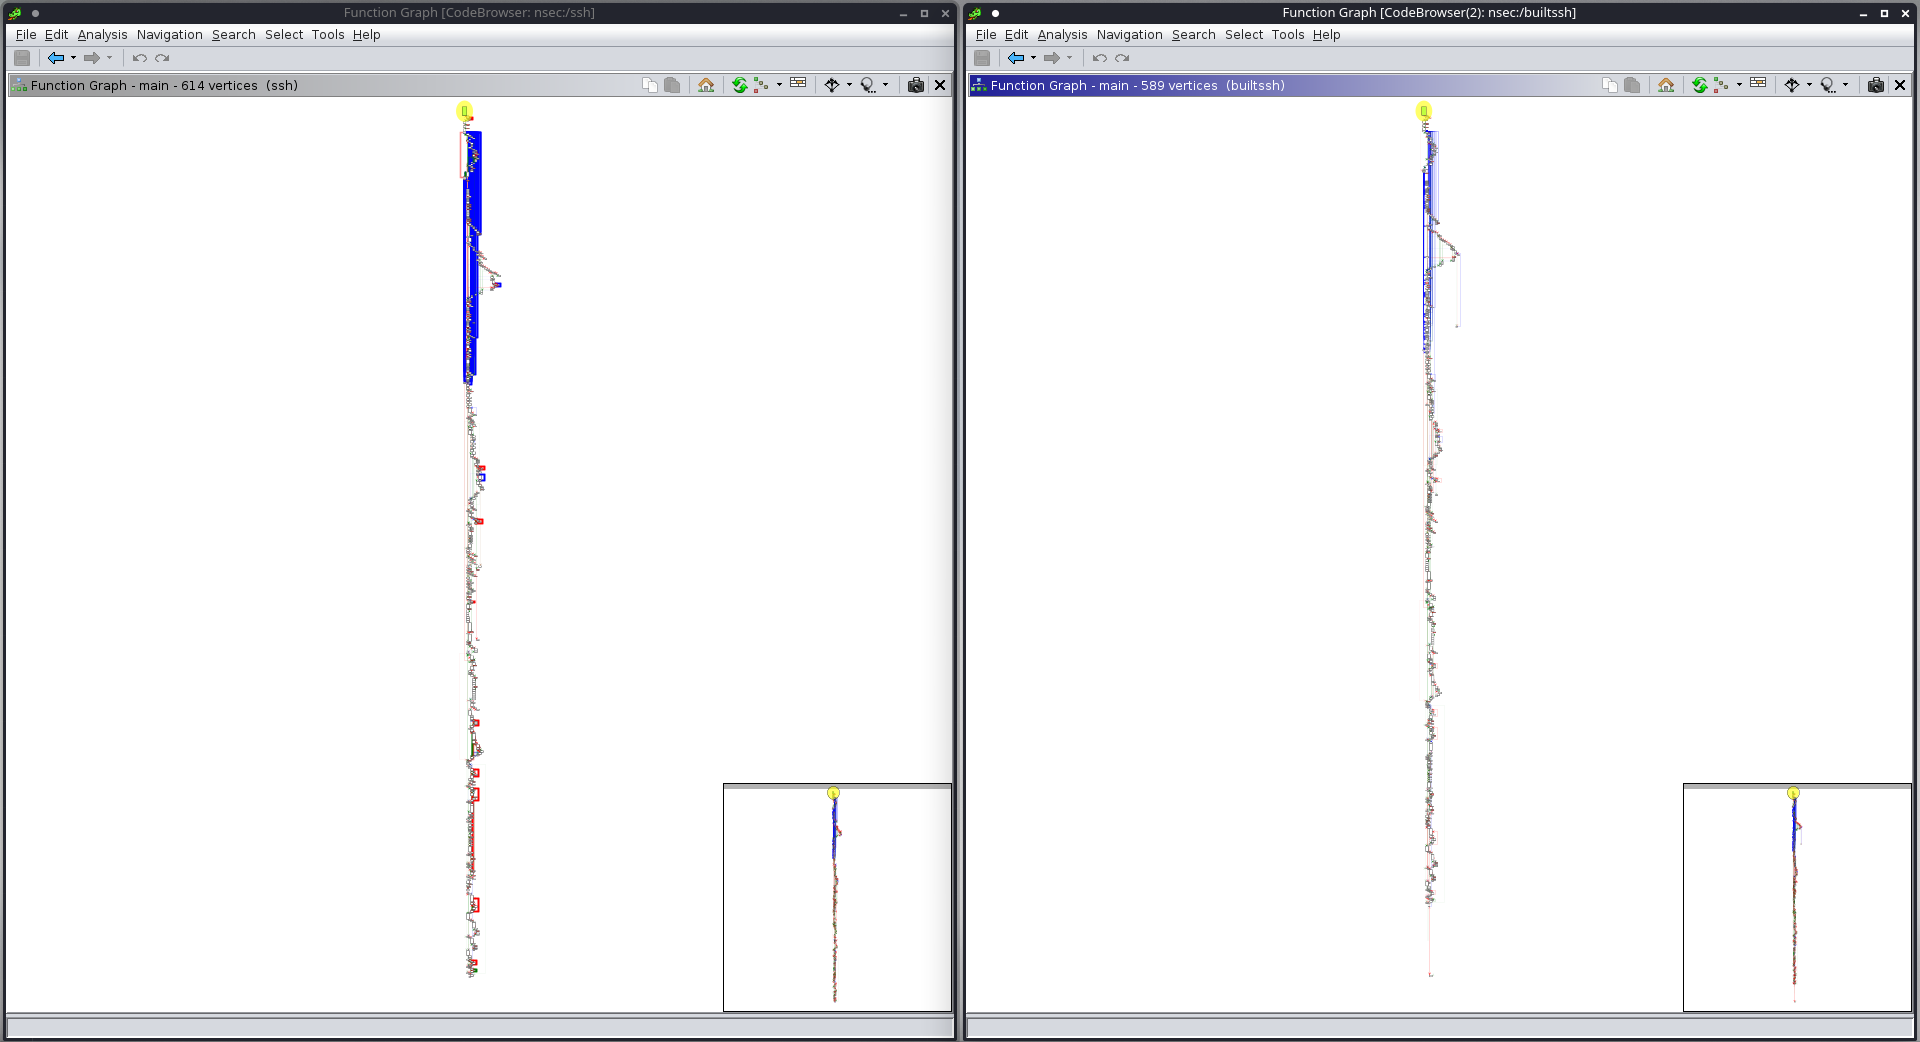 Function Graph [CodeBrowser: nsec:/ssh]
File Edit Analysis Navigation Search Select Tools Help
Function Graph - main - 614 vertices (ssh)
Function Graph [CodeBrowser(2): nsec:/builtssh]
File Edit Analysis Navigation Search Select Tools Help
Function Graph - main - 589 vertices (builtssh)